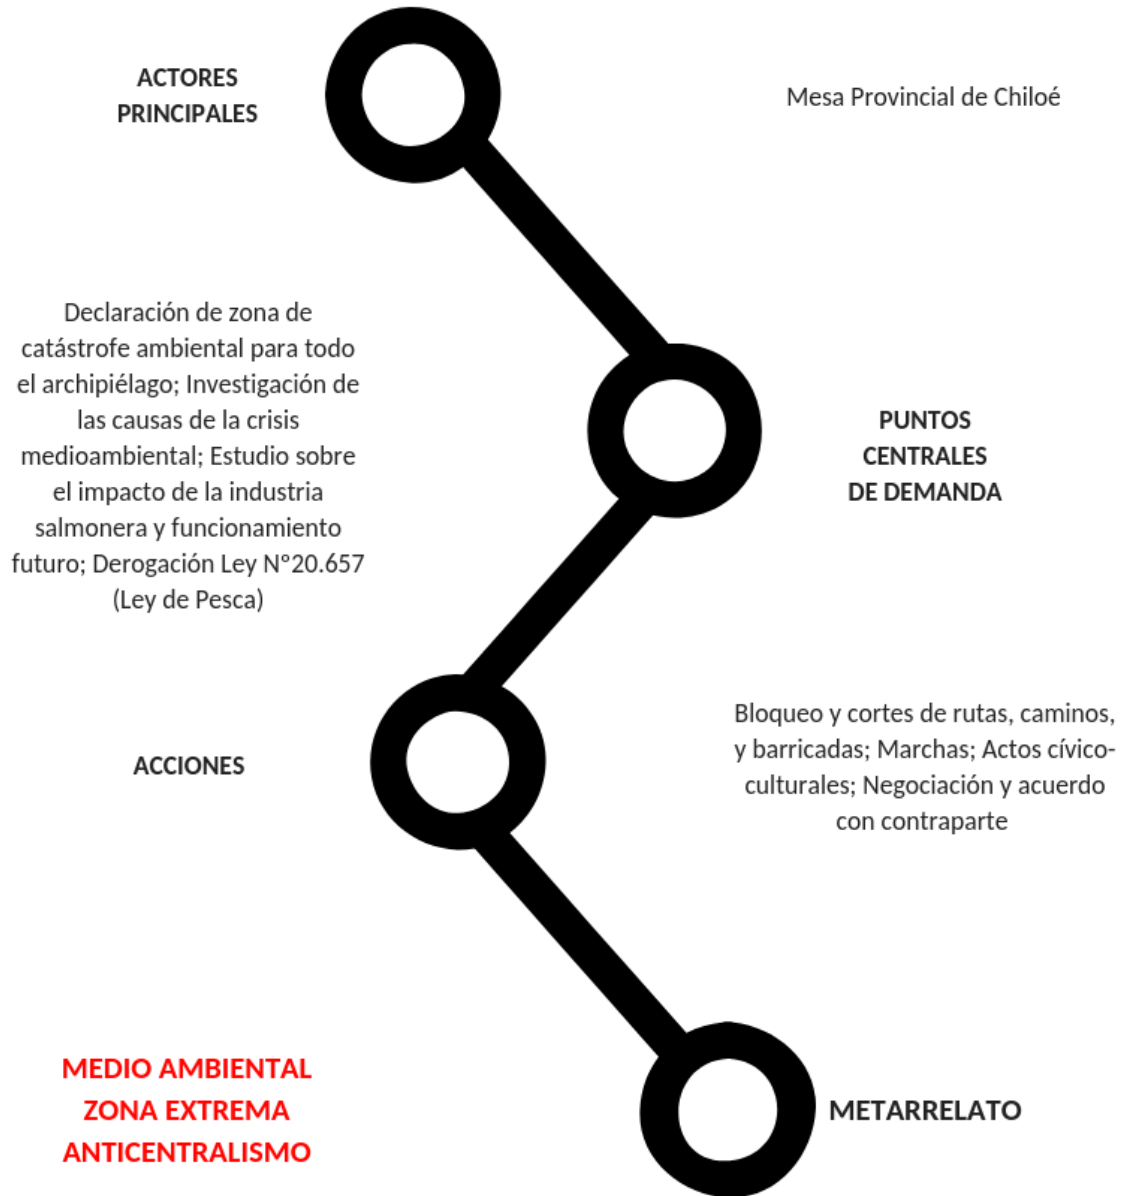 ACTORES
PRINCIPALES
Mesa Provincial de Chiloé
Declaración de zona de
catástrofe ambiental para todo
el archipiélago; Investigación de
las causas de la crisis
medioambiental; Estudio sobre
el impacto de la industria
salmonera y funcionamiento
futuro; Derogación Ley N°20.657
(Ley de Pesca)
PUNTOS
CENTRALES
DE DEMANDA
ACCIONES
Bloqueo y cortes de rutas, caminos,
y barricadas; Marchas; Actos cívico-
culturales; Negociación y acuerdo
con contraparte
MEDIO AMBIENTAL
ZONA EXTREMA
ANTICENTRALISMO
METARRELATO